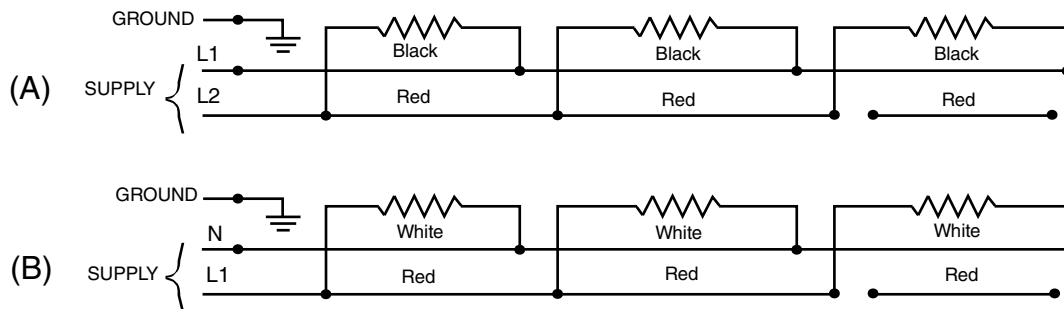 GROUND
Black Black Black
L1
(A) SUPPLY
L2 Red Red Red
GROUND
White White White
N
(B) SUPPLY
L1 Red Red Red